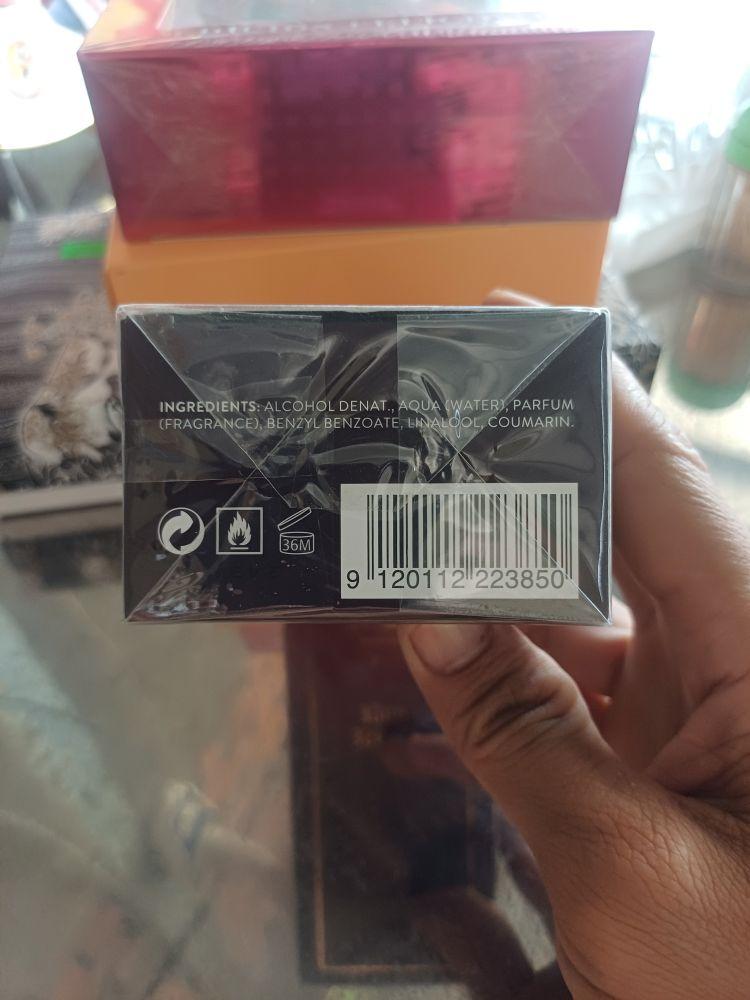 INGREDIENTS: ALCOHOL DENAT., AQUA (WATER), PARFUM
(FRAGRANCE), BENZYL BENZOATE, LINALOOL, COUMARIN.
36M
9 120112 223850